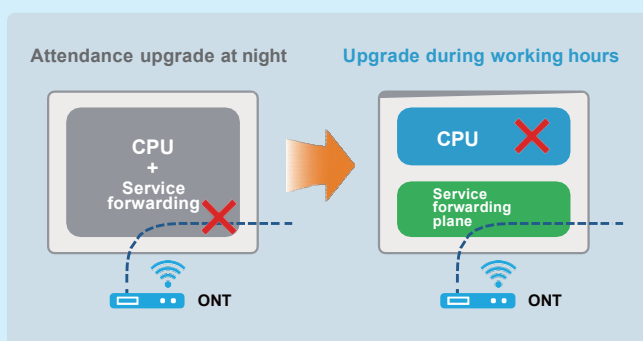 Attendance upgrade at night
Upgrade during working hours
CPU
+
Service
forwarding
ONT
CPU
Service
forwarding
plane
ONT